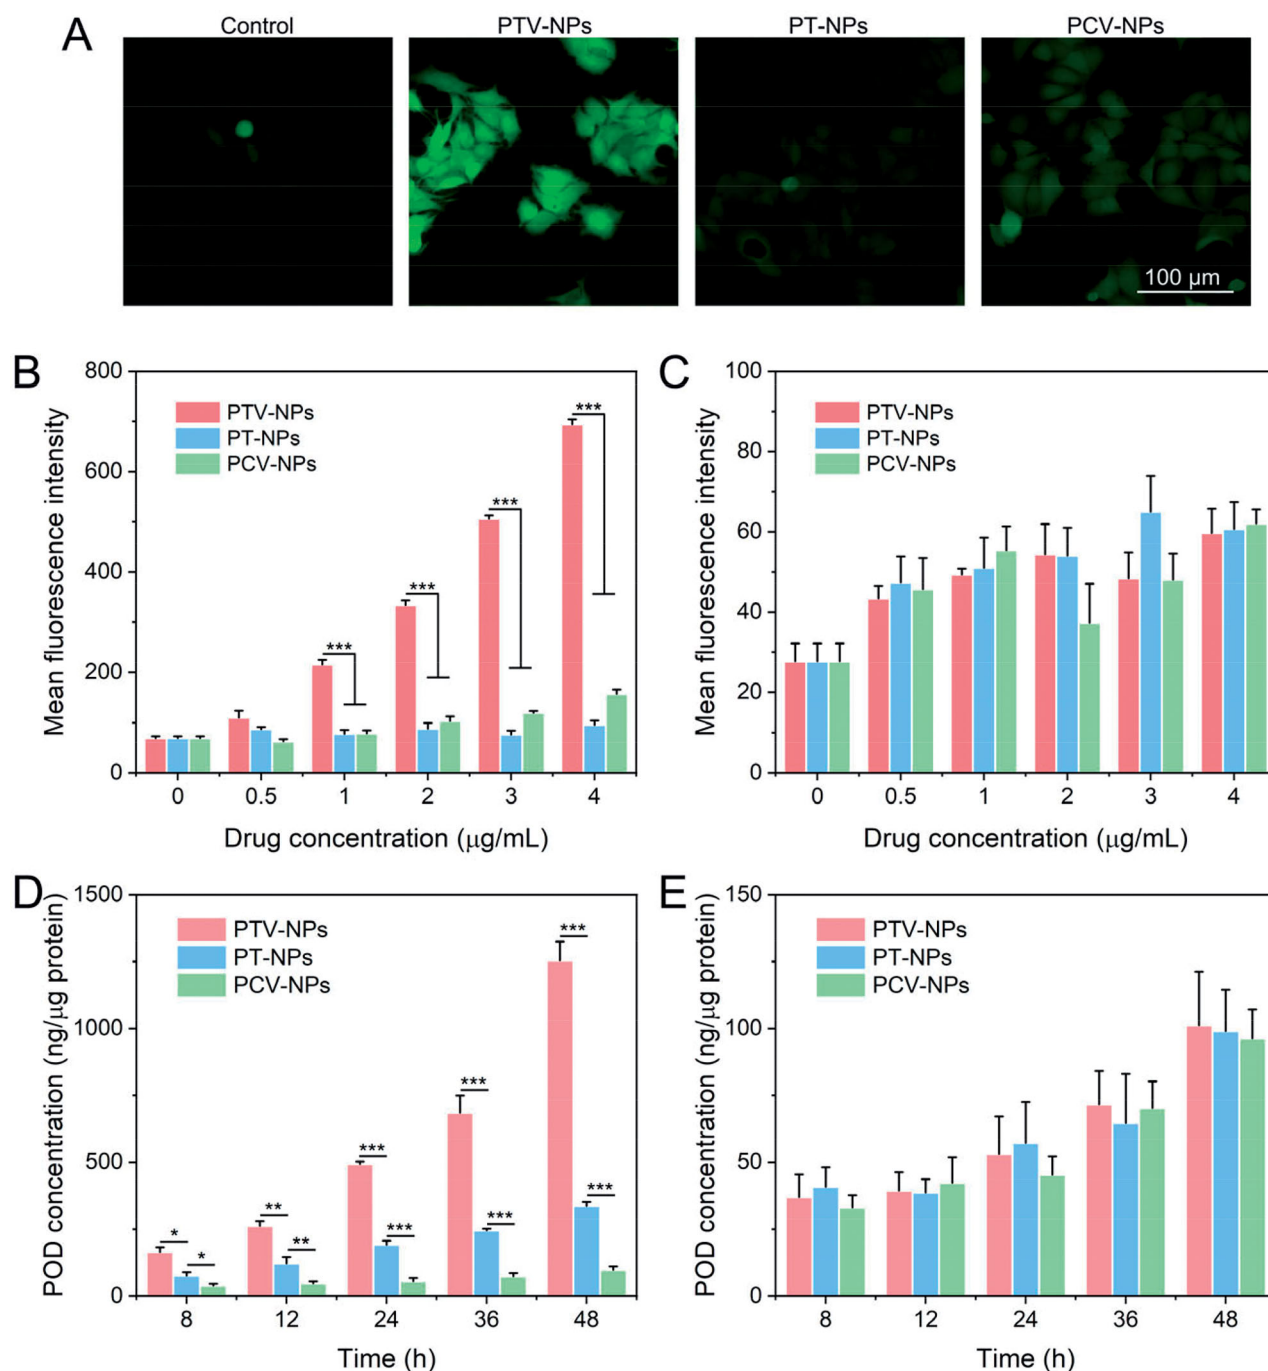 A
Control
PTV-NPs
PT-NPs
PCV-NPs
100 μm
B
Mean fluorescence intensity
800
600
400
200
0
PTV-NPs
PT-NPs
PCV-NPs
***
***
***
***
0 0.5 1 2 3 4
Drug concentration (μg/mL)
C
Mean fluorescence intensity
100
80
60
40
20
0
PTV-NPs
PT-NPs
PCV-NPs
0 0.5 1 2 3 4
Drug concentration (μg/mL)
D
POD concentration (ng/μg protein)
1500
1000
500
0
PTV-NPs
PT-NPs
PCV-NPs
*
*
**
**
***
***
***
***
***
***
8 12 24 36 48
Time (h)
E
POD concentration (ng/μg protein)
150
100
50
0
PTV-NPs
PT-NPs
PCV-NPs
8 12 24 36 48
Time (h)